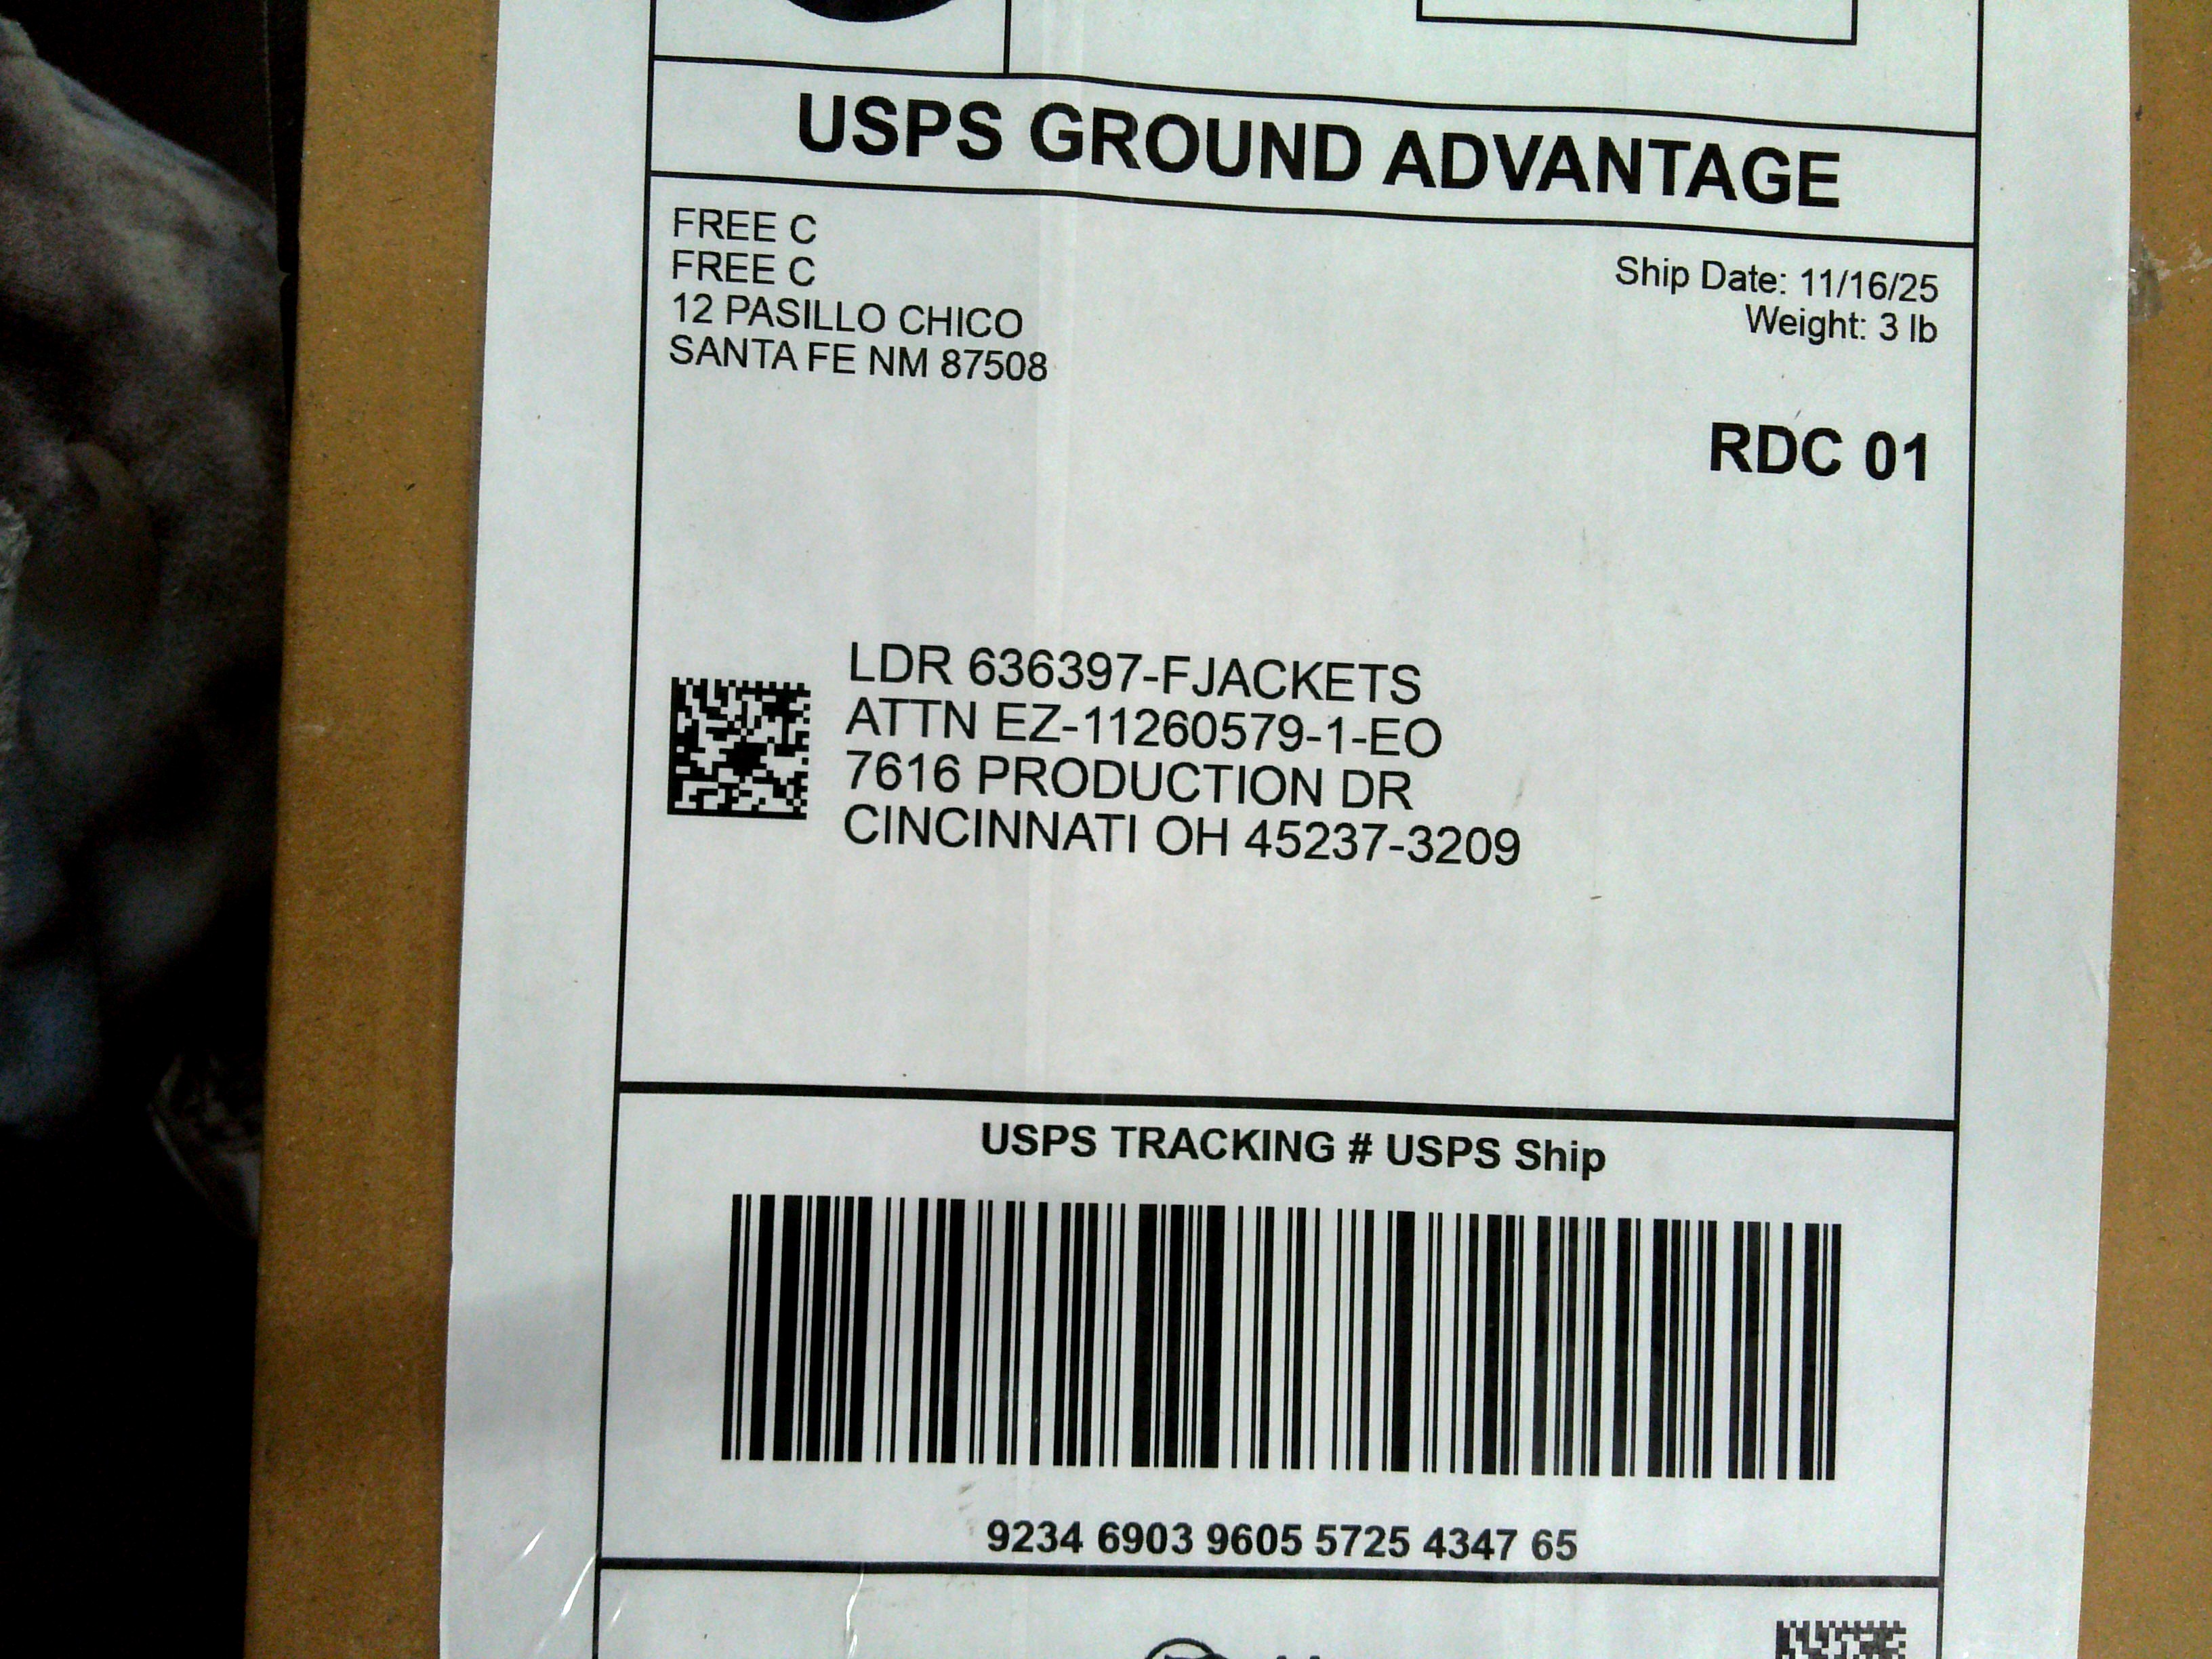 USPS GROUND ADVANTAGE
FREE C
FREE C
12 PASILLO CHICO
SANTA FE NM 87508
Ship Date: 11/16/25
Weight: 3 lb
RDC 01
LDR 636397-FJACKETS
ATTN EZ-11260579-1-EO
7616 PRODUCTION DR
CINCINNATI OH 45237-3209
USPS TRACKING # USPS Ship
9234 6903 9605 5725 4347 65